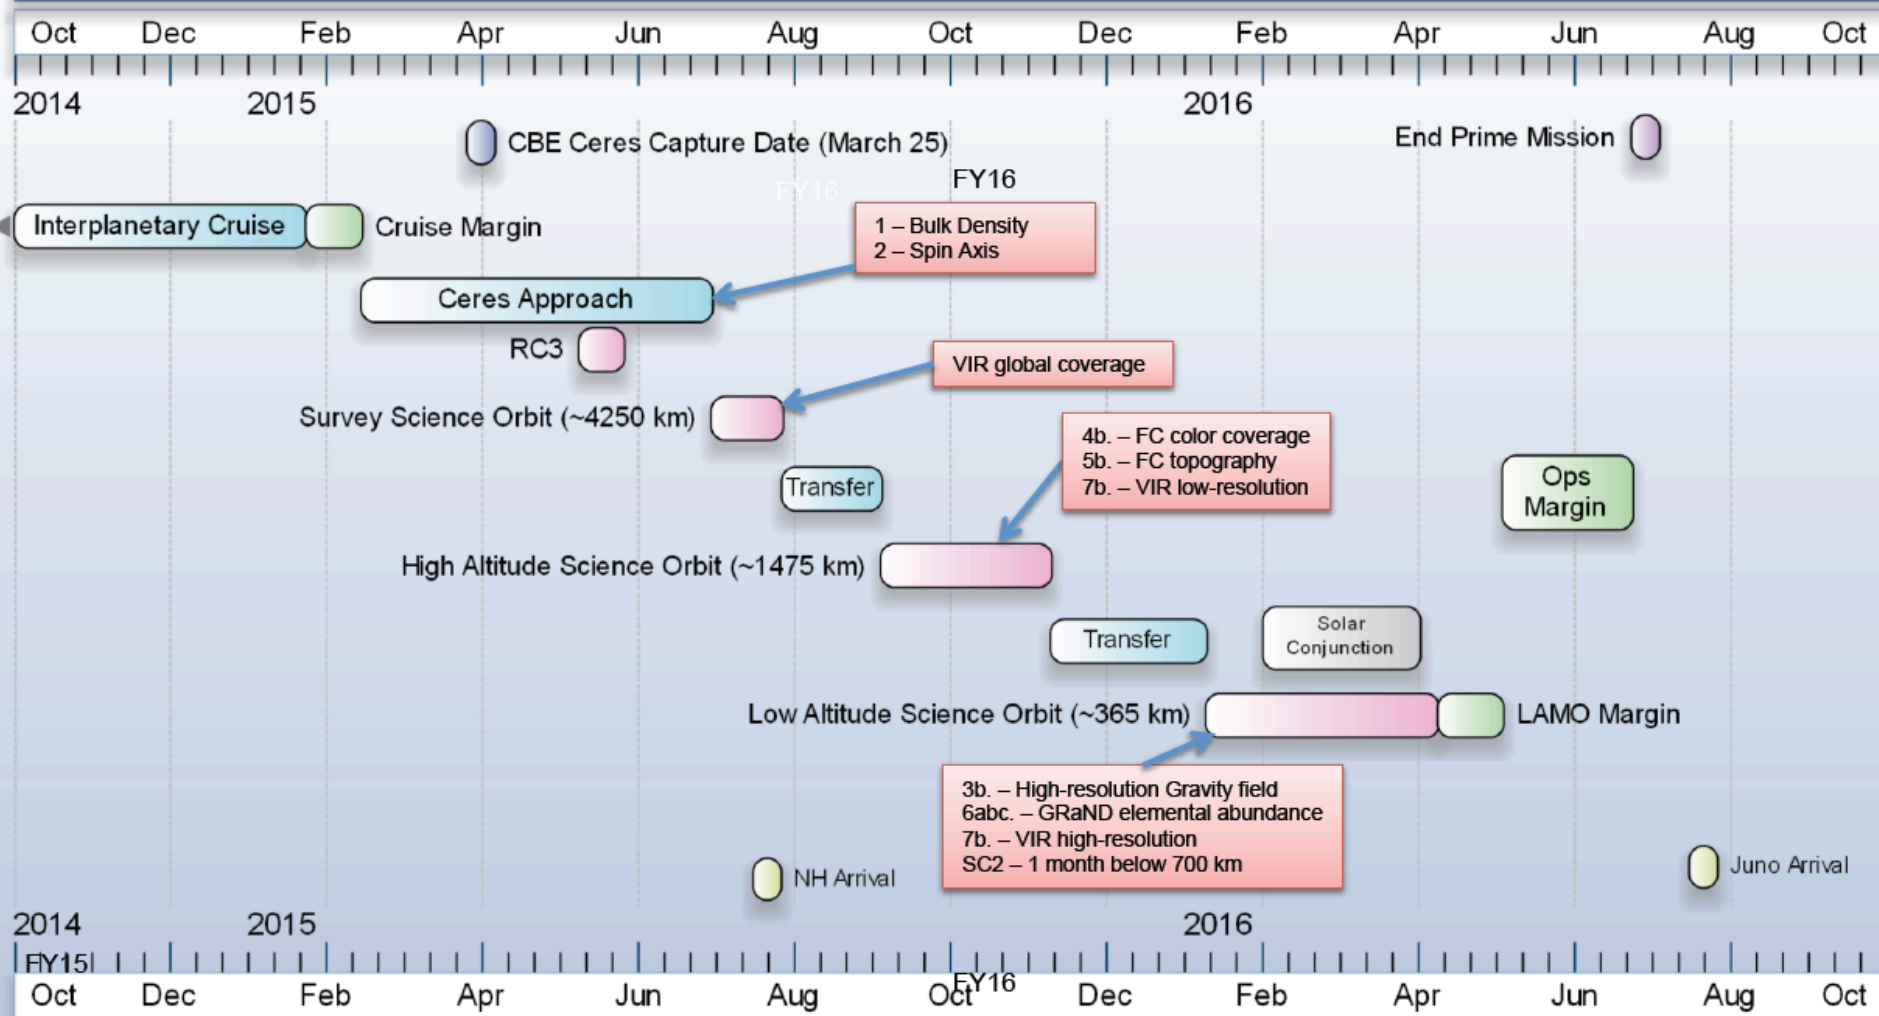 Oct Dec Feb Apr Jun Aug Oct Dec Feb Apr Jun Aug Oct
2014 2015 2016
CBE Ceres Capture Date (March 25)
End Prime Mission
FY16
FY16
Interplanetary Cruise
Cruise Margin
1 – Bulk Density
2 – Spin Axis
Ceres Approach
RC3
VIR global coverage
Survey Science Orbit (~4250 km)
4b. – FC color coverage
5b. – FC topography
7b. – VIR low-resolution
Transfer
Ops
Margin
High Altitude Science Orbit (~1475 km)
Transfer
Solar
Conjunction
Low Altitude Science Orbit (~365 km)
LAMO Margin
3b. – High-resolution Gravity field
6abc. – GRaND elemental abundance
7b. – VIR high-resolution
SC2 – 1 month below 700 km
NH Arrival
Juno Arrival
2014 2015 2016
FY15
FY16
Oct Dec Feb Apr Jun Aug Oct Dec Feb Apr Jun Aug Oct